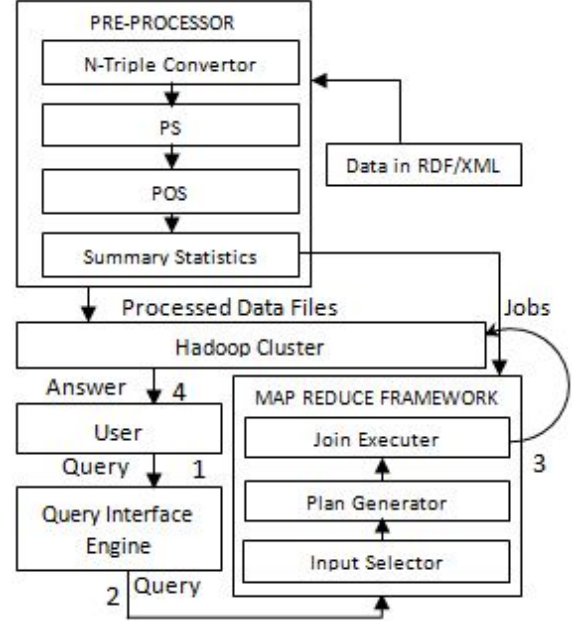 PRE-PROCESSOR
N-Triple Convertor
PS
POS
Summary Statistics
Data in RDF/XML
Processed Data Files
Jobs
Hadoop Cluster
Answer 4
User
Query 1
Query Interface
Engine
2 Query
MAP REDUCE FRAMEWORK
Join Executer
3
Plan Generator
Input Selector